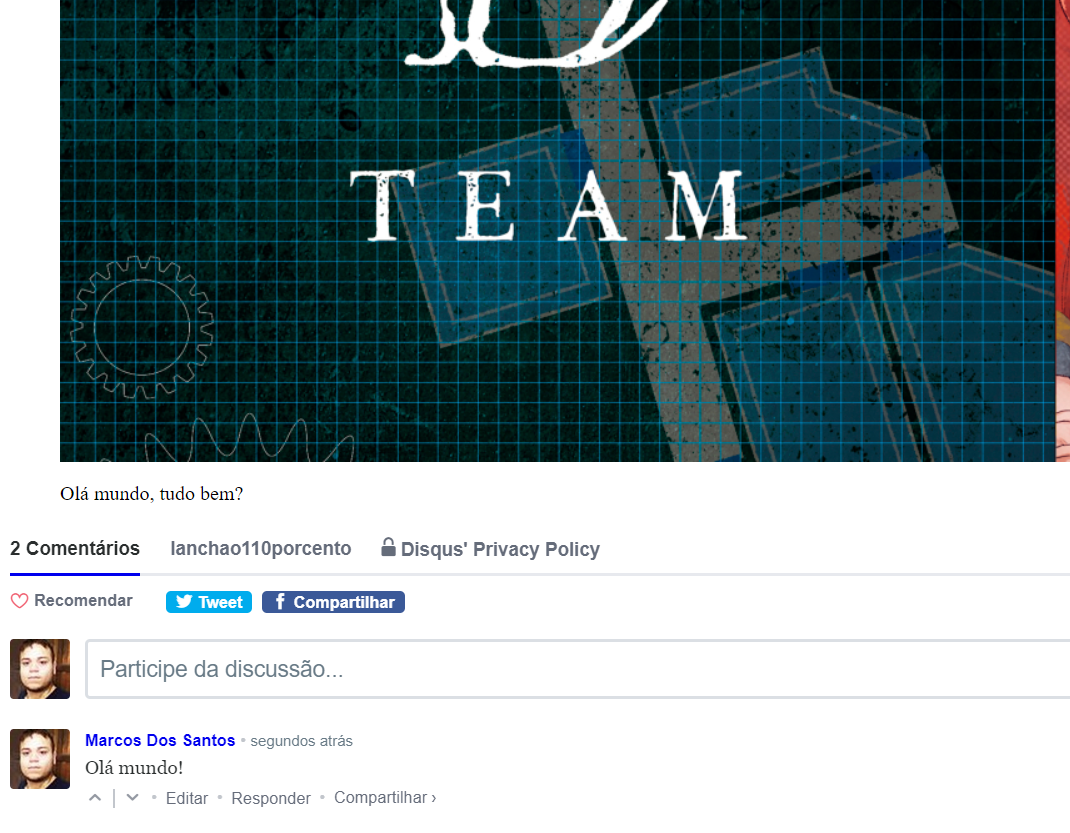 TEAM
Olá mundo, tudo bem?
2 Comentários lanchao110porcento Disqus' Privacy Policy
Recomendar Tweet Compartilhar
Participe da discussão...
Marcos Dos Santos • segundos atrás
Olá mundo!
• Editar • Responder • Compartilhar ›